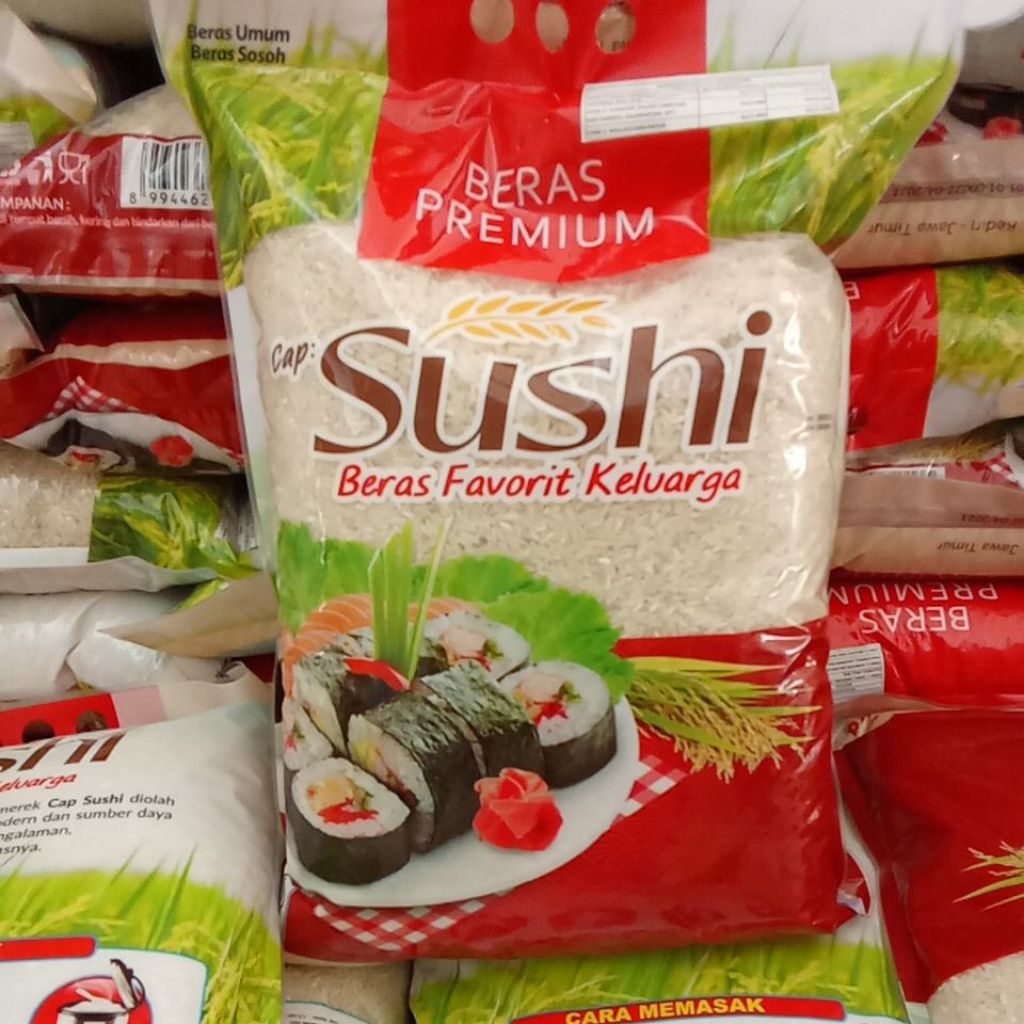 Beras Umum
Beras Sosoh
BERAS
PREMIUM
Cap:
Sushi
Beras Favorit Keluarga
8 994462
MPANAN :
Kediri - Jawa Timur
Jawa Timur
BERAS
PREMIUM
shi
eluarga
merek Cap Sushi diolah
dern dan sumber daya
ngalaman,
snya.
CARA MEMASAK